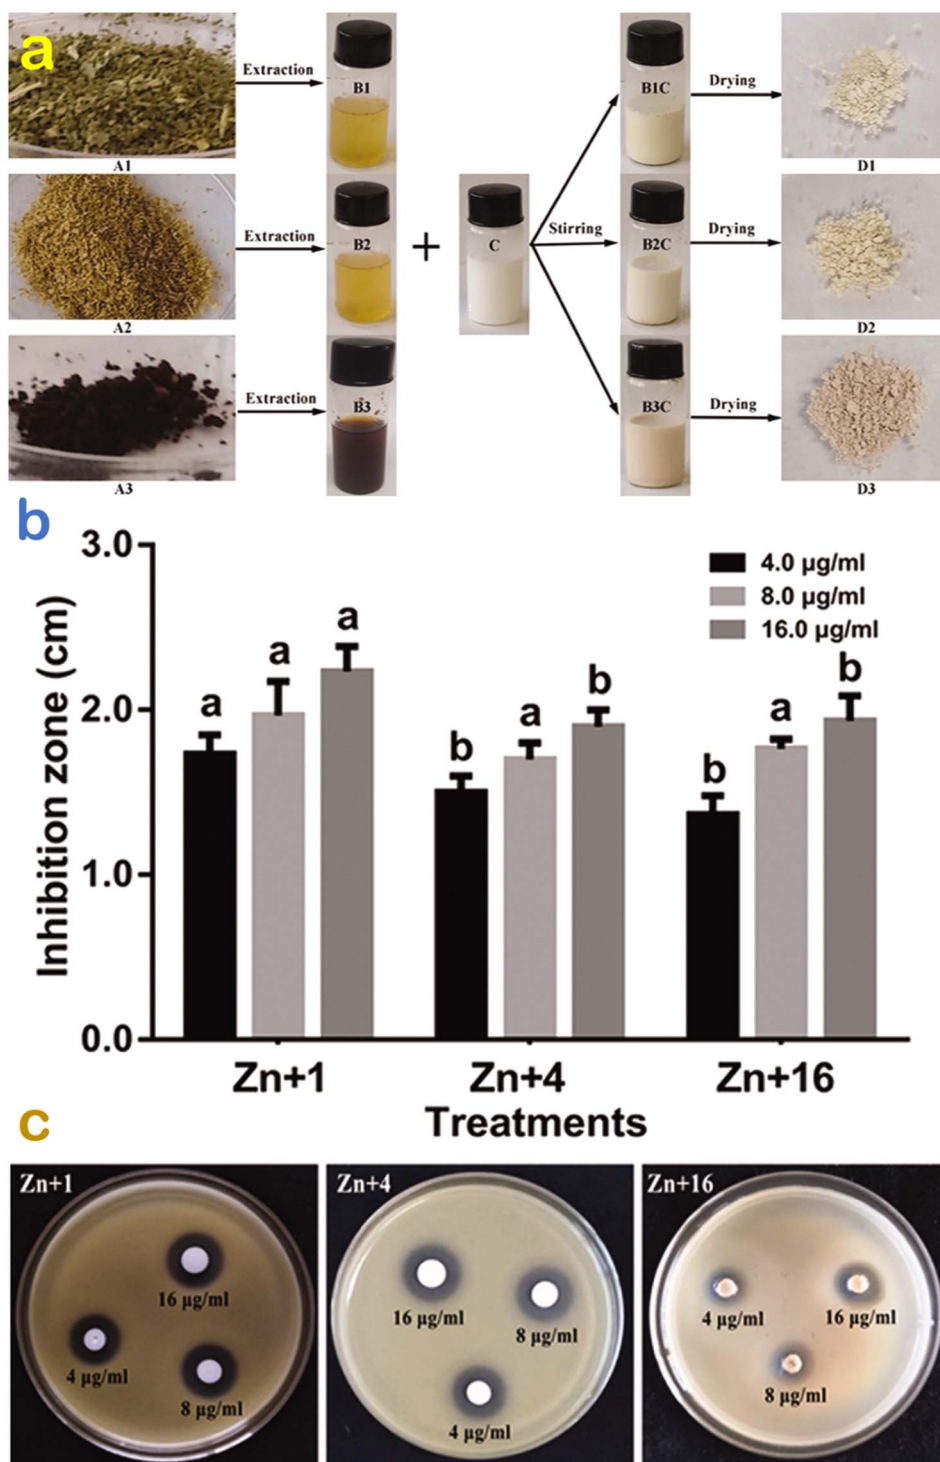 a
Extraction
B1
B1C
Drying
A1
D1
Extraction
B2
+
C
Stirring
B2C
Drying
A2
D2
Extraction
B3
B3C
Drying
A3
D3
b
3.0
2.0
1.0
0.0
Inhibition zone (cm)
4.0 µg/ml
8.0 µg/ml
16.0 µg/ml
a
a
a
b
a
b
b
a
b
Zn+1
Zn+4
Zn+16
Treatments
c
Zn+1
16 µg/ml
4 µg/ml
8 µg/ml
Zn+4
16 µg/ml
8 µg/ml
4 µg/ml
Zn+16
4 µg/ml
16 µg/ml
8 µg/ml